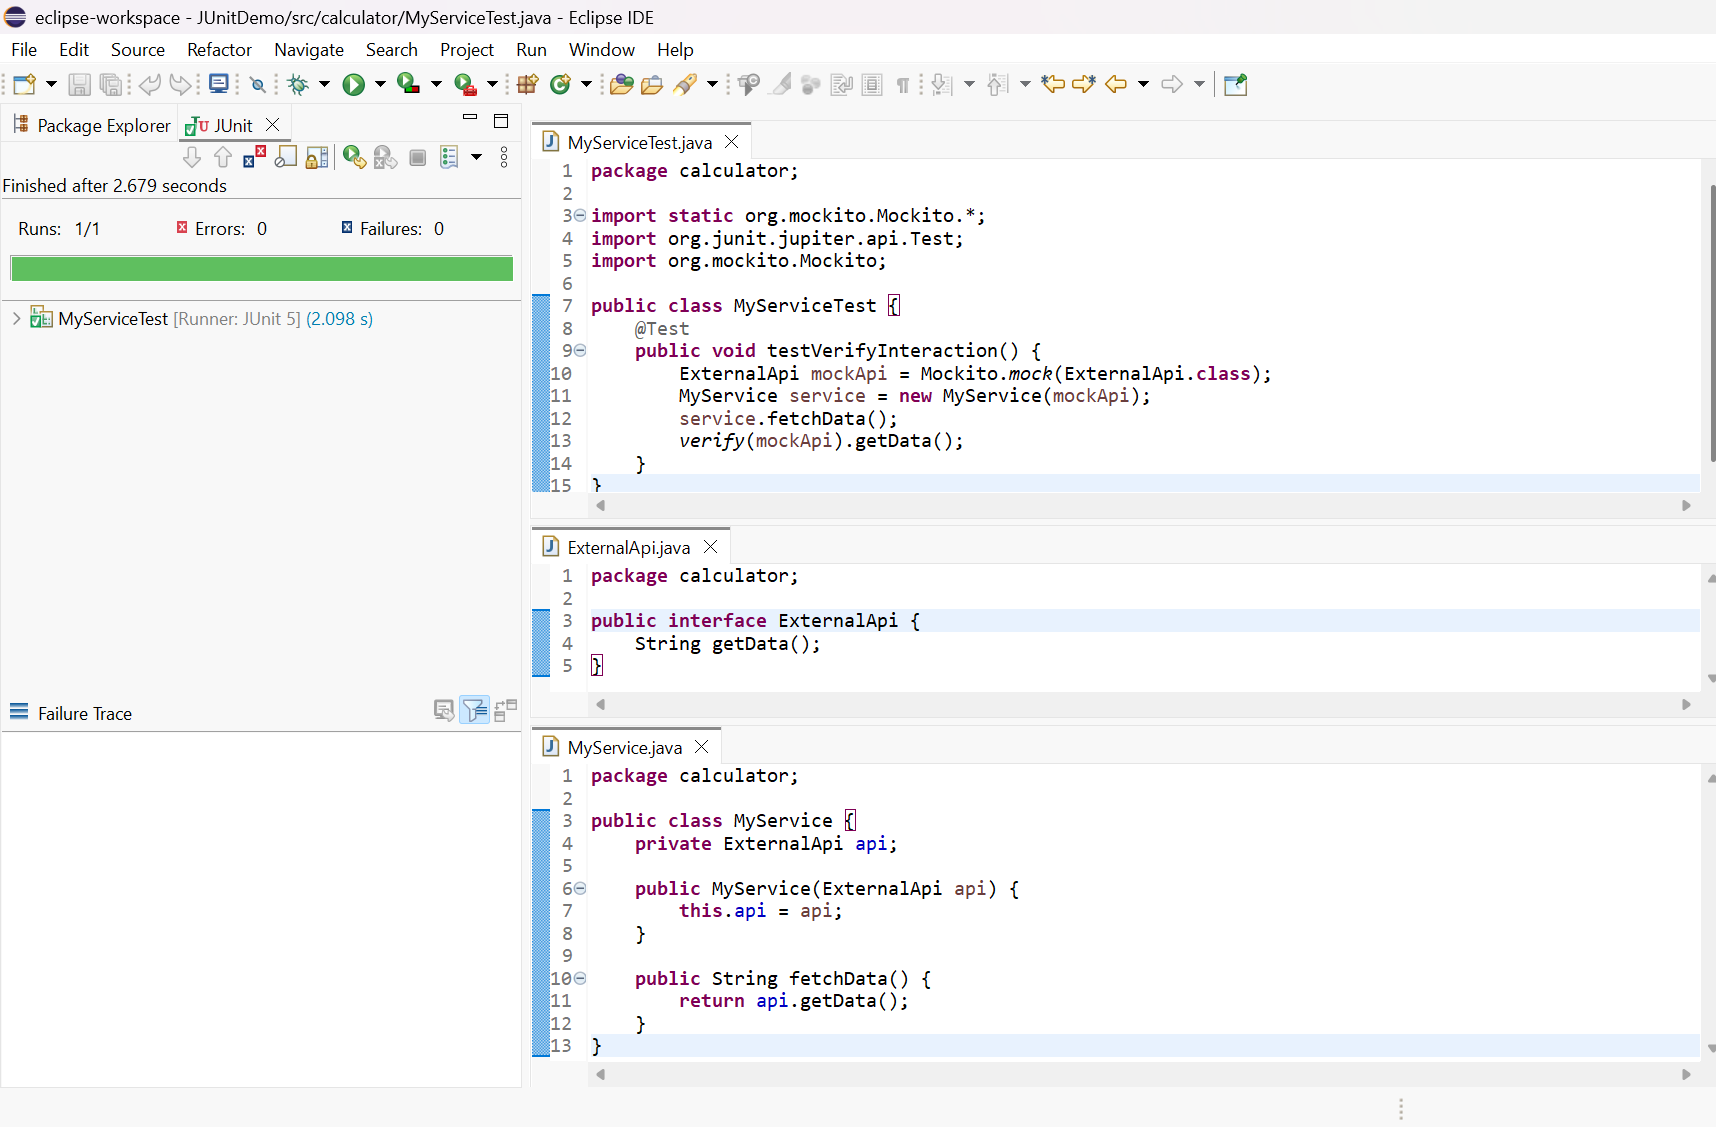 eclipse-workspace - JUnitDemo/src/calculator/MyServiceTest.java - Eclipse IDE
File Edit Source Refactor Navigate Search Project Run Window Help
Package Explorer JUnit
Finished after 2.679 seconds
Runs: 1/1 Errors: 0 Failures: 0
MyServiceTest [Runner: JUnit 5] (2.098 s)
Failure Trace
MyServiceTest.java
1 package calculator;
2
3 import static org.mockito.Mockito.*;
4 import org.junit.jupiter.api.Test;
5 import org.mockito.Mockito;
6
7 public class MyServiceTest {
8 @Test
9 public void testVerifyInteraction() {
10 ExternalApi mockApi = Mockito.mock(ExternalApi.class);
11 MyService service = new MyService(mockApi);
12 service.fetchData();
13 verify(mockApi).getData();
14 }
15 }
ExternalApi.java
1 package calculator;
2
3 public interface ExternalApi {
4 String getData();
5 }
MyService.java
1 package calculator;
2
3 public class MyService {
4 private ExternalApi api;
5
6 public MyService(ExternalApi api) {
7 this.api = api;
8 }
9
10 public String fetchData() {
11 return api.getData();
12 }
13 }